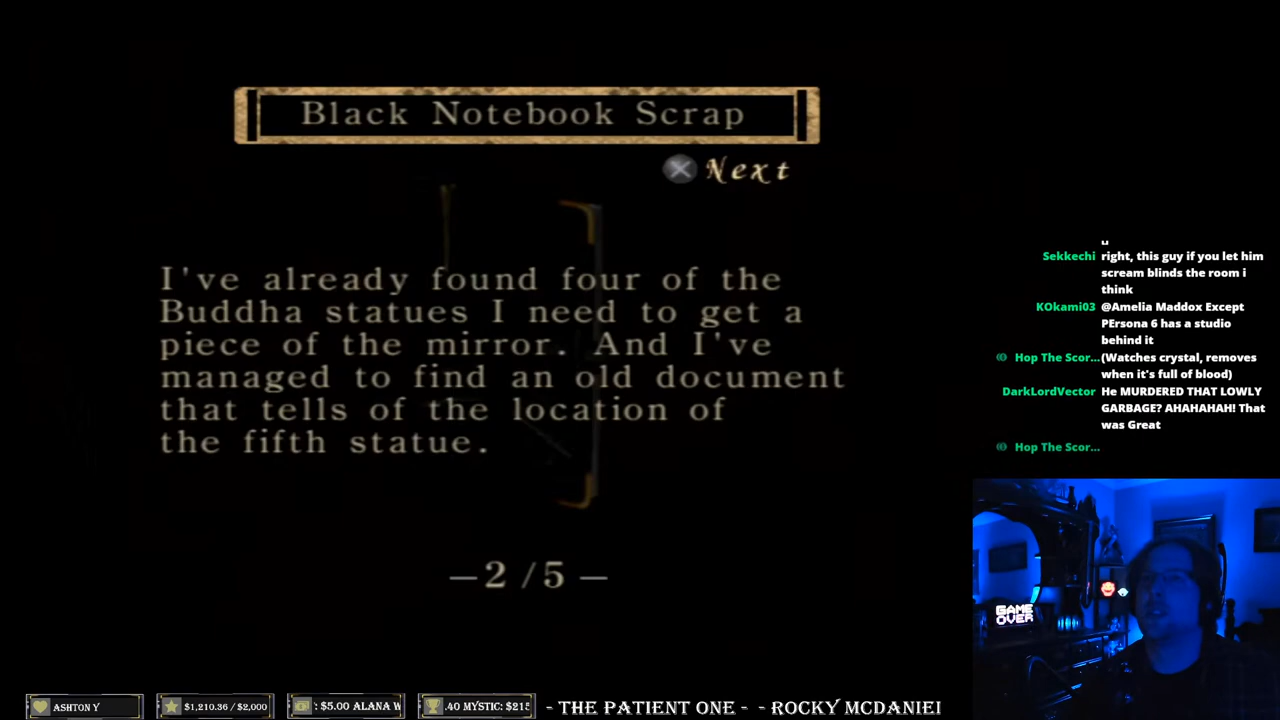 Black Notebook Scrap
Next
I've already found four of the
Buddha statues I need to get a
piece of the mirror. And I've
managed to find an old document
that tells of the location of
the fifth statue.
—2 /5 —
Sekkechi right, this guy if you let him
scream blinds the room i
think
KOkami03 @Amelia Maddox Except
PErsona 6 has a studio
behind it
Hop The Scor... (Watches crystal, removes
when it's full of blood)
DarkLordVector He MURDERED THAT LOWLY
GARBAGE? AHAHAHAH! That
was Great
Hop The Scor...
GAME
OVER
ASHTON Y
$1,210.36 / $2,000
: $5.00 ALANA W
.40 MYSTIC: $215
- THE PATIENT ONE - - ROCKY MCDANIEL